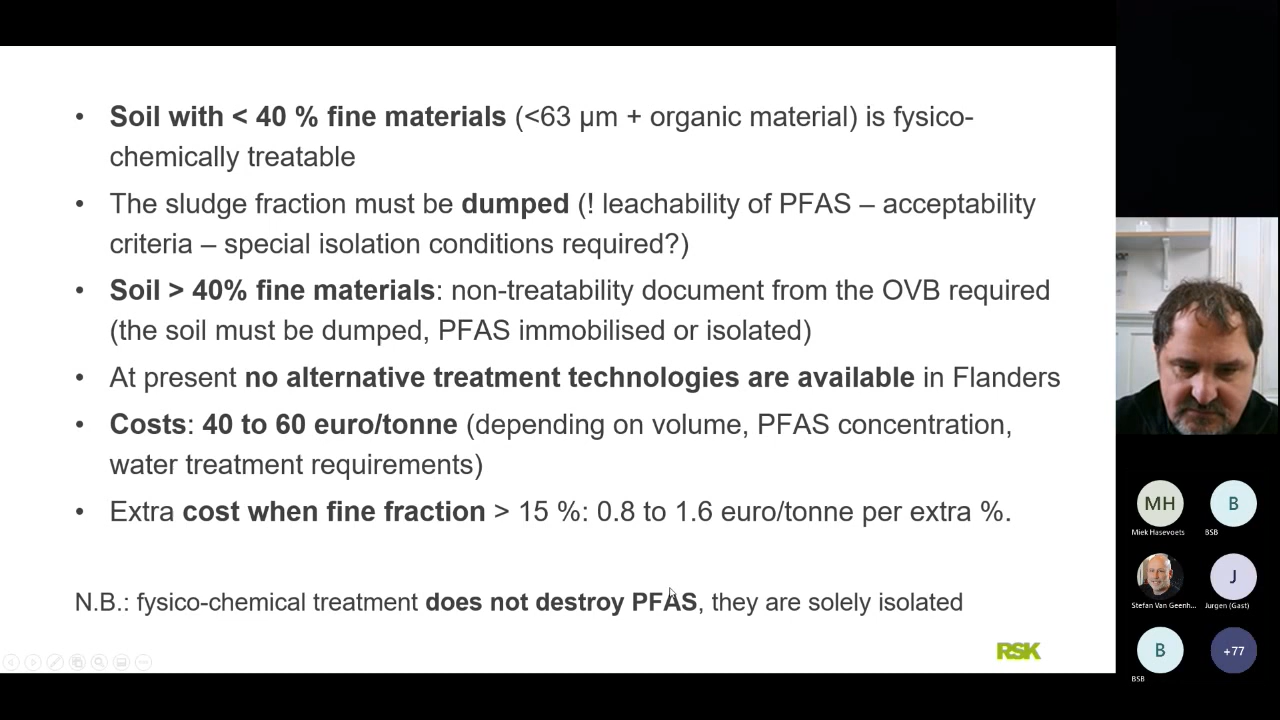 • Soil with < 40 % fine materials (<63 µm + organic material) is fysico-
chemically treatable
• The sludge fraction must be dumped (! leachability of PFAS – acceptability
criteria – special isolation conditions required?)
• Soil > 40% fine materials: non-treatability document from the OVB required
(the soil must be dumped, PFAS immobilised or isolated)
• At present no alternative treatment technologies are available in Flanders
• Costs: 40 to 60 euro/tonne (depending on volume, PFAS concentration,
water treatment requirements)
• Extra cost when fine fraction > 15 %: 0.8 to 1.6 euro/tonne per extra %.
N.B.: fysico-chemical treatment does not destroy PFAS, they are solely isolated
RSK
MH
Miek Hasevoets
B
BSB
Stefan Van Geenh...
J
Jurgen (Gast)
B
BSB
+77